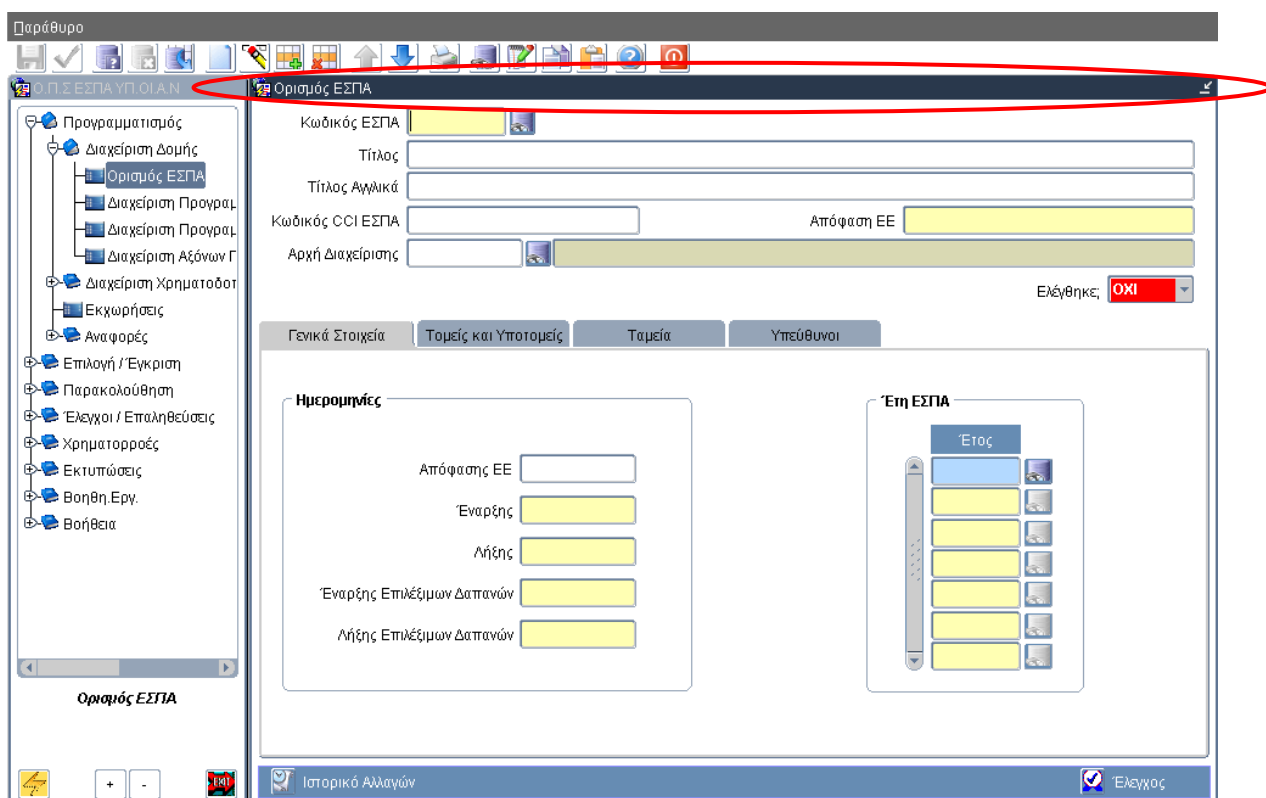 Παράθυρο
Ο.Π.Σ ΕΣΠΑ ΥΠ.ΟΙ.Α.Ν
Ορισμός ΕΣΠΑ
Προγραμματισμός
Διαχείριση Δομής
Ορισμός ΕΣΠΑ
Διαχείριση Προγραμ
Διαχείριση Προγραμ
Διαχείριση Αξόνων Π
Διαχείριση Χρηματοδοτ
Εκχωρήσεις
Αναφορές
Επιλογή / Έγκριση
Παρακολούθηση
Έλεγχοι / Επαληθεύσεις
Χρηματορροές
Εκτυπώσεις
Βοηθη.Εργ.
Βοήθεια
Ορισμός ΕΣΠΑ
+ -
EXIT
Κωδικός ΕΣΠΑ
Τίτλος
Τίτλος Αγγλικά
Κωδικός CCI ΕΣΠΑ Απόφαση ΕΕ
Αρχή Διαχείρισης
Ελέγθηκε; ΟΧΙ
Γενικά Στοιχεία Τομείς και Υποτομείς Ταμεία Υπεύθυνοι
Ημερομηνίες
Απόφασης ΕΕ
Έναρξης
Λήξης
Έναρξης Επιλέξιμων Δαπανών
Λήξης Επιλέξιμων Δαπανών
Έτη ΕΣΠΑ
Έτος
Ιστορικό Αλλαγών Έλεγχος